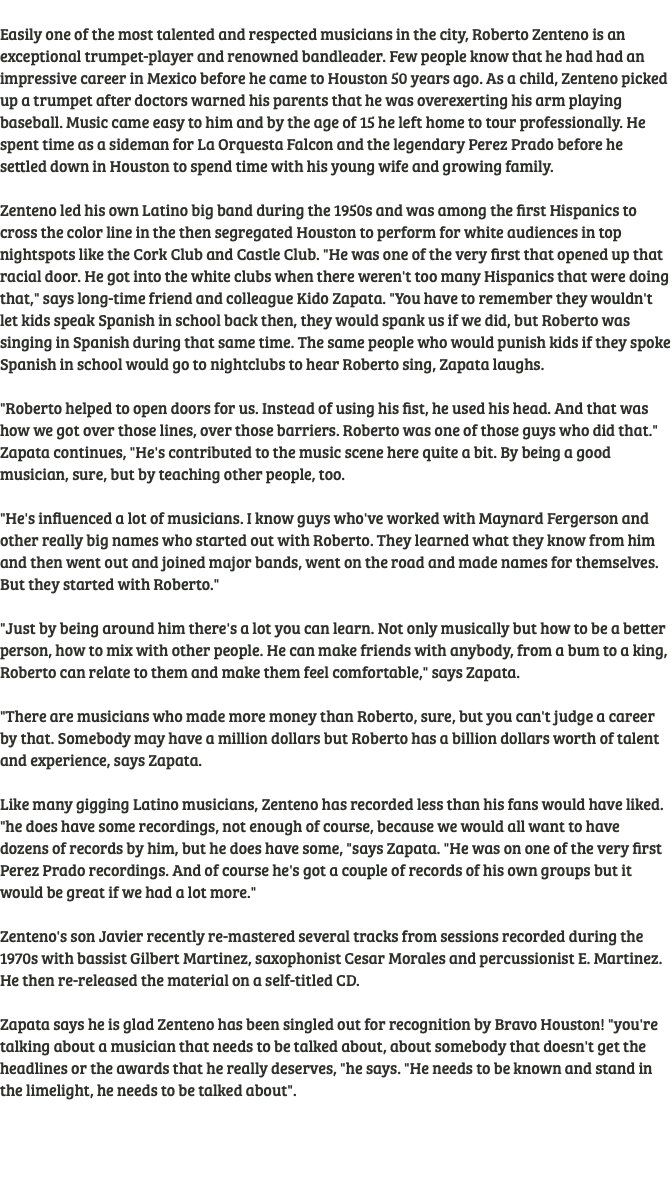 Easily one of the most talented and respected musicians in the city, Roberto Zenteno is an
exceptional trumpet-player and renowned bandleader. Few people know that he had had an
impressive career in Mexico before he came to Houston 50 years ago. As a child, Zenteno picked
up a trumpet after doctors warned his parents that he was overexerting his arm playing
baseball. Music came easy to him and by the age of 15 he left home to tour professionally. He
spent time as a sideman for La Orquesta Falcon and the legendary Perez Prado before he
settled down in Houston to spend time with his young wife and growing family.

Zenteno led his own Latino big band during the 1950s and was among the first Hispanics to
cross the color line in the then segregated Houston to perform for white audiences in top
nightspots like the Cork Club and Castle Club. "He was one of the very first that opened up that
racial door. He got into the white clubs when there weren't too many Hispanics that were doing
that," says long-time friend and colleague Kido Zapata. "You have to remember they wouldn't
let kids speak Spanish in school back then, they would spank us if we did, but Roberto was
singing in Spanish during that same time. The same people who would punish kids if they spoke
Spanish in school would go to nightclubs to hear Roberto sing, Zapata laughs.

"Roberto helped to open doors for us. Instead of using his fist, he used his head. And that was
how we got over those lines, over those barriers. Roberto was one of those guys who did that."
Zapata continues, "He's contributed to the music scene here quite a bit. By being a good
musician, sure, but by teaching other people, too.

"He's influenced a lot of musicians. I know guys who've worked with Maynard Fergerson and
other really big names who started out with Roberto. They learned what they know from him
and then went out and joined major bands, went on the road and made names for themselves.
But they started with Roberto."

"Just by being around him there's a lot you can learn. Not only musically but how to be a better
person, how to mix with other people. He can make friends with anybody, from a bum to a king,
Roberto can relate to them and make them feel comfortable," says Zapata.

"There are musicians who made more money than Roberto, sure, but you can't judge a career
by that. Somebody may have a million dollars but Roberto has a billion dollars worth of talent
and experience, says Zapata.

Like many gigging Latino musicians, Zenteno has recorded less than his fans would have liked.
"he does have some recordings, not enough of course, because we would all want to have
dozens of records by him, but he does have some, "says Zapata. "He was on one of the very first
Perez Prado recordings. And of course he's got a couple of records of his own groups but it
would be great if we had a lot more."

Zenteno's son Javier recently re-mastered several tracks from sessions recorded during the
1970s with bassist Gilbert Martinez, saxophonist Cesar Morales and percussionist E. Martinez.
He then re-released the material on a self-titled CD.

Zapata says he is glad Zenteno has been singled out for recognition by Bravo Houston! "you're
talking about a musician that needs to be talked about, about somebody that doesn't get the
headlines or the awards that he really deserves, "he says. "He needs to be known and stand in
the limelight, he needs to be talked about".